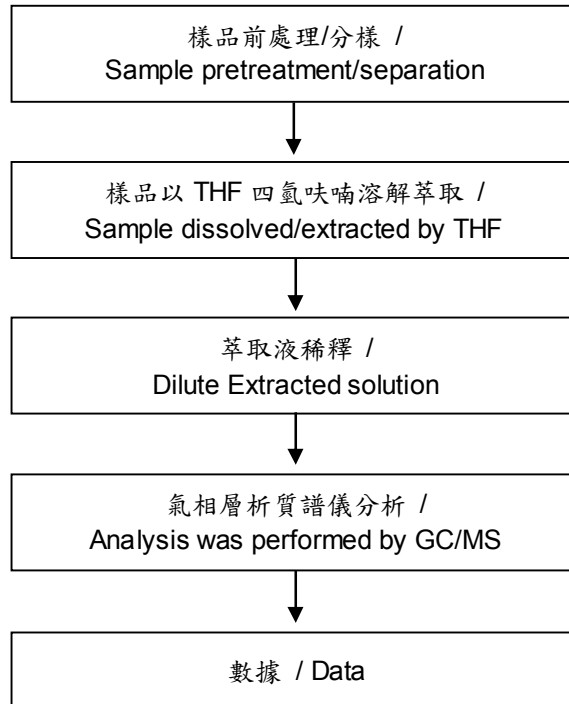 樣品前處理/分樣 /
Sample pretreatment/separation
樣品以 THF 四氫呋喃溶解萃取 /
Sample dissolved/extracted by THF
萃取液稀釋 /
Dilute Extracted solution
氣相層析質譜儀分析 /
Analysis was performed by GC/MS
數據 / Data